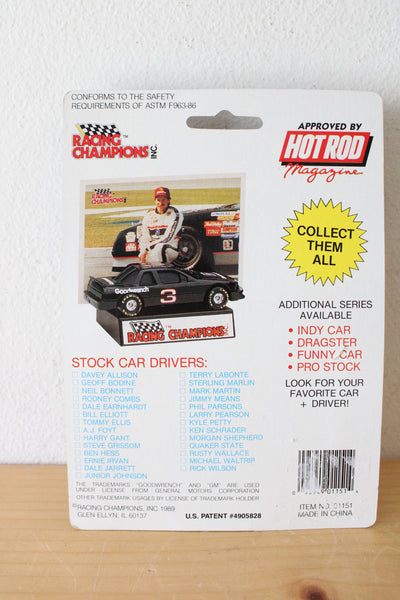 CONFORMS TO THE SAFETY
REQUIREMENTS OF ASTM F963-86
RACING CHAMPIONS INC. ™
APPROVED BY
HOT ROD
Magazine
COLLECT
THEM
ALL
RACING CHAMPIONS
Goodwrench
3
RACING CHAMPIONS
ADDITIONAL SERIES
AVAILABLE
• INDY CAR
• DRAGSTER
• FUNNY CAR
• PRO STOCK
LOOK FOR YOUR
FAVORITE CAR
+ DRIVER!
STOCK CAR DRIVERS:
DAVEY ALLISON
GEOFF BODINE
NEIL BONNETT
RODNEY COMBS
DALE EARNHARDT
BILL ELLIOTT
TOMMY ELLIS
A.J. FOYT
HARRY GANT
STEVE GRISSOM
BEN HESS
ERNIE IRVAN
DALE JARRETT
JUNIOR JOHNSON
TERRY LABONTE
STERLING MARLIN
MARK MARTIN
JIMMY MEANS
PHIL PARSONS
LARRY PEARSON
KYLE PETTY
KEN SCHRADER
MORGAN SHEPHERD
QUAKER STATE
RUSTY WALLACE
MICHAEL WALTRIP
RICK WILSON
THE TRADEMARKS "GOODWRENCH" AND "GM" ARE USED
UNDER LICENSE FROM GENERAL MOTORS CORPORATION
OTHER TRADEMARK USAGES BY LICENSE OF TRADEMARK HOLDER
©RACING CHAMPIONS, INC 1989
GLEN ELLYN, IL 60137
U.S. PATENT #4905828
ITEM NO. 01151
MADE IN CHINA